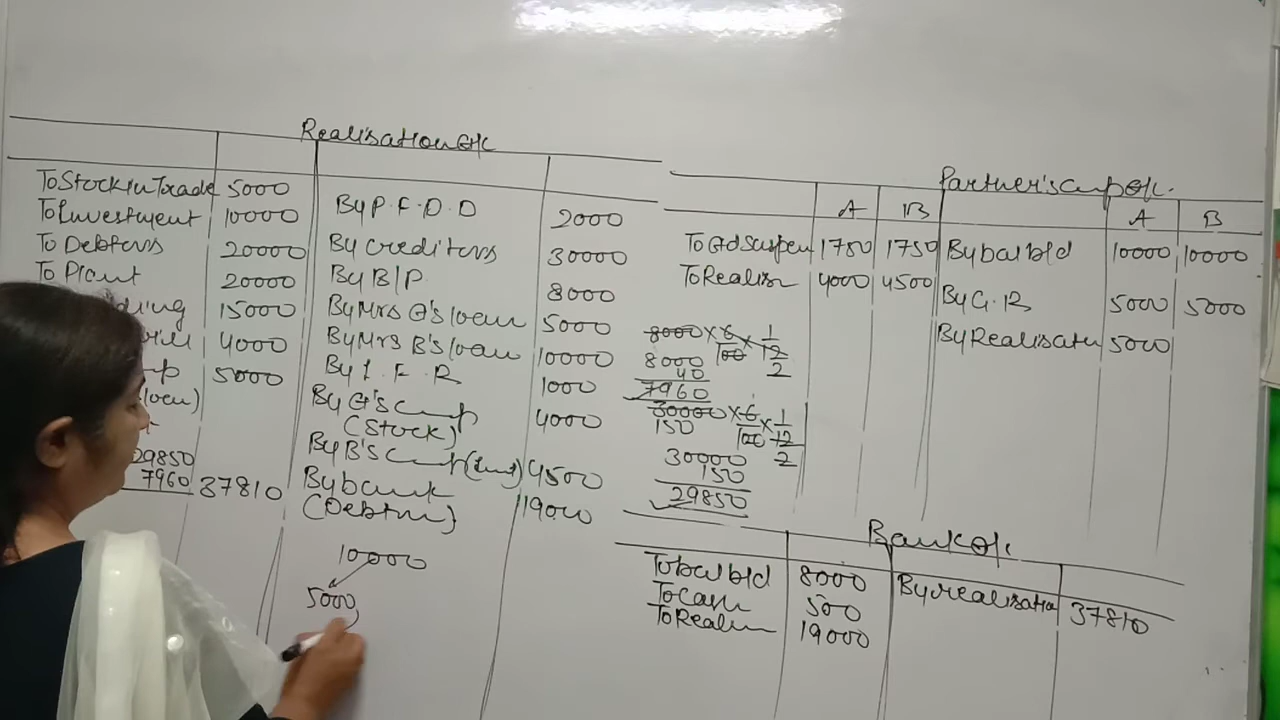 Realisation a/c
To Stock in Trade 5000
To Investment 10000
To Debtors 20000
To Plant 20000
ding 15000
will 4000
5000
loan)
29850
7960 37810
By P.F.D.D 2000
By Creditors 30000
By B/P 8000
By Mrs A's loan 5000
By Mrs B's loan 10000
By I.F.R 1000
By A's Cap
(Stock) 4000
By B's Cap 4500
By bank
(Debtors) 19000
10000
5000
8000 × 6/100 × 1/12
2
8000
40
7960
30000 × 6/100 × 1/12
150 2
30000
150
29850
Partner's cap a/c.
A B A B
1750 1750 By bal b/d 10000 10000
To Realisn 4000 4500 By G.R 5000 5000
By Realisatn 5000
Bank a/c
To bal b/d 8000 By realisation 37810
To Cash 500
To Realisn 19000